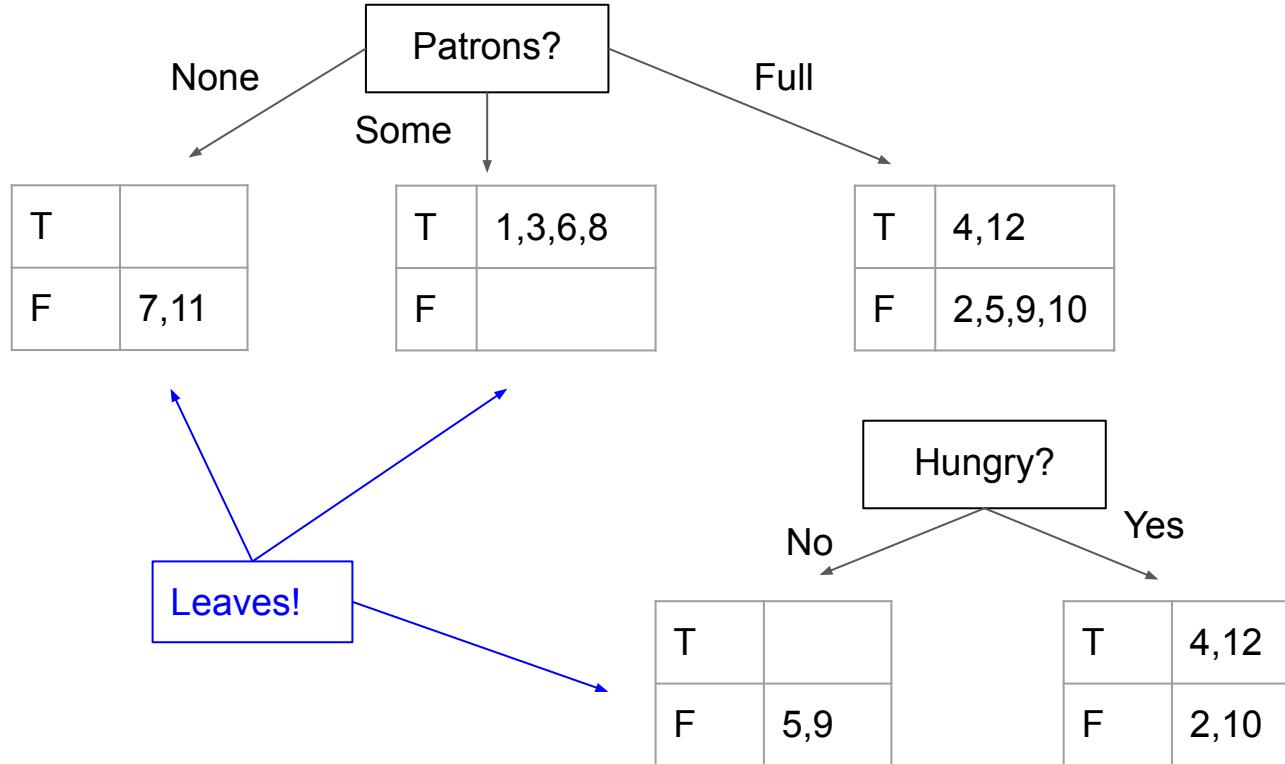 Patrons?
None
Some
Full
T
F 7,11
T 1,3,6,8
F
T 4,12
F 2,5,9,10
Hungry?
No
Yes
Leaves!
T
F 5,9
T 4,12
F 2,10